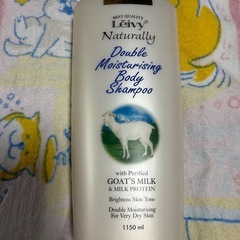 BEST QUALITY
Leivy
Naturally
Double
Moisturising
Body
Shampoo
with Purified
GOAT'S MILK
& MILK PROTEIN
Brightens Skin Tone
Double Moisturising
For Very Dry Skin
1150 ml